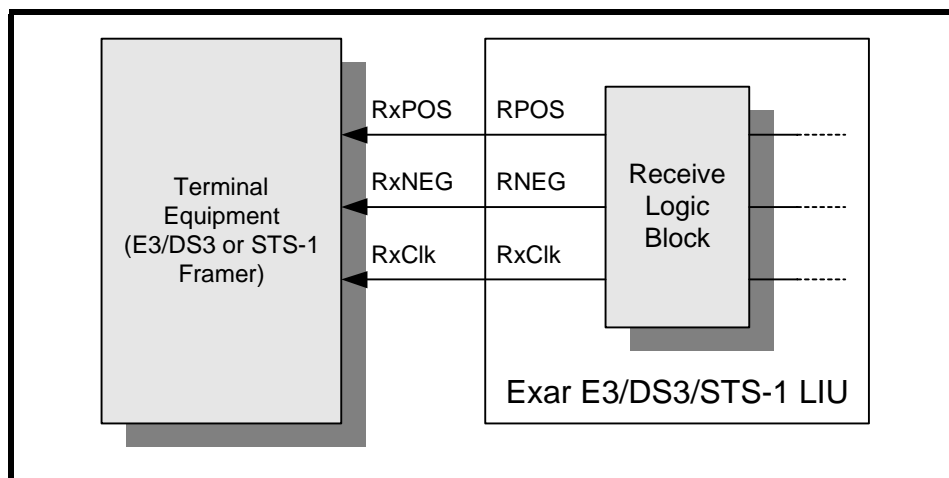 RxPOS
RPOS
RxNEG
RNEG
RxClk
RxClk
Terminal
Equipment
(E3/DS3 or STS-1
Framer)
Receive
Logic
Block
Exar E3/DS3/STS-1 LIU